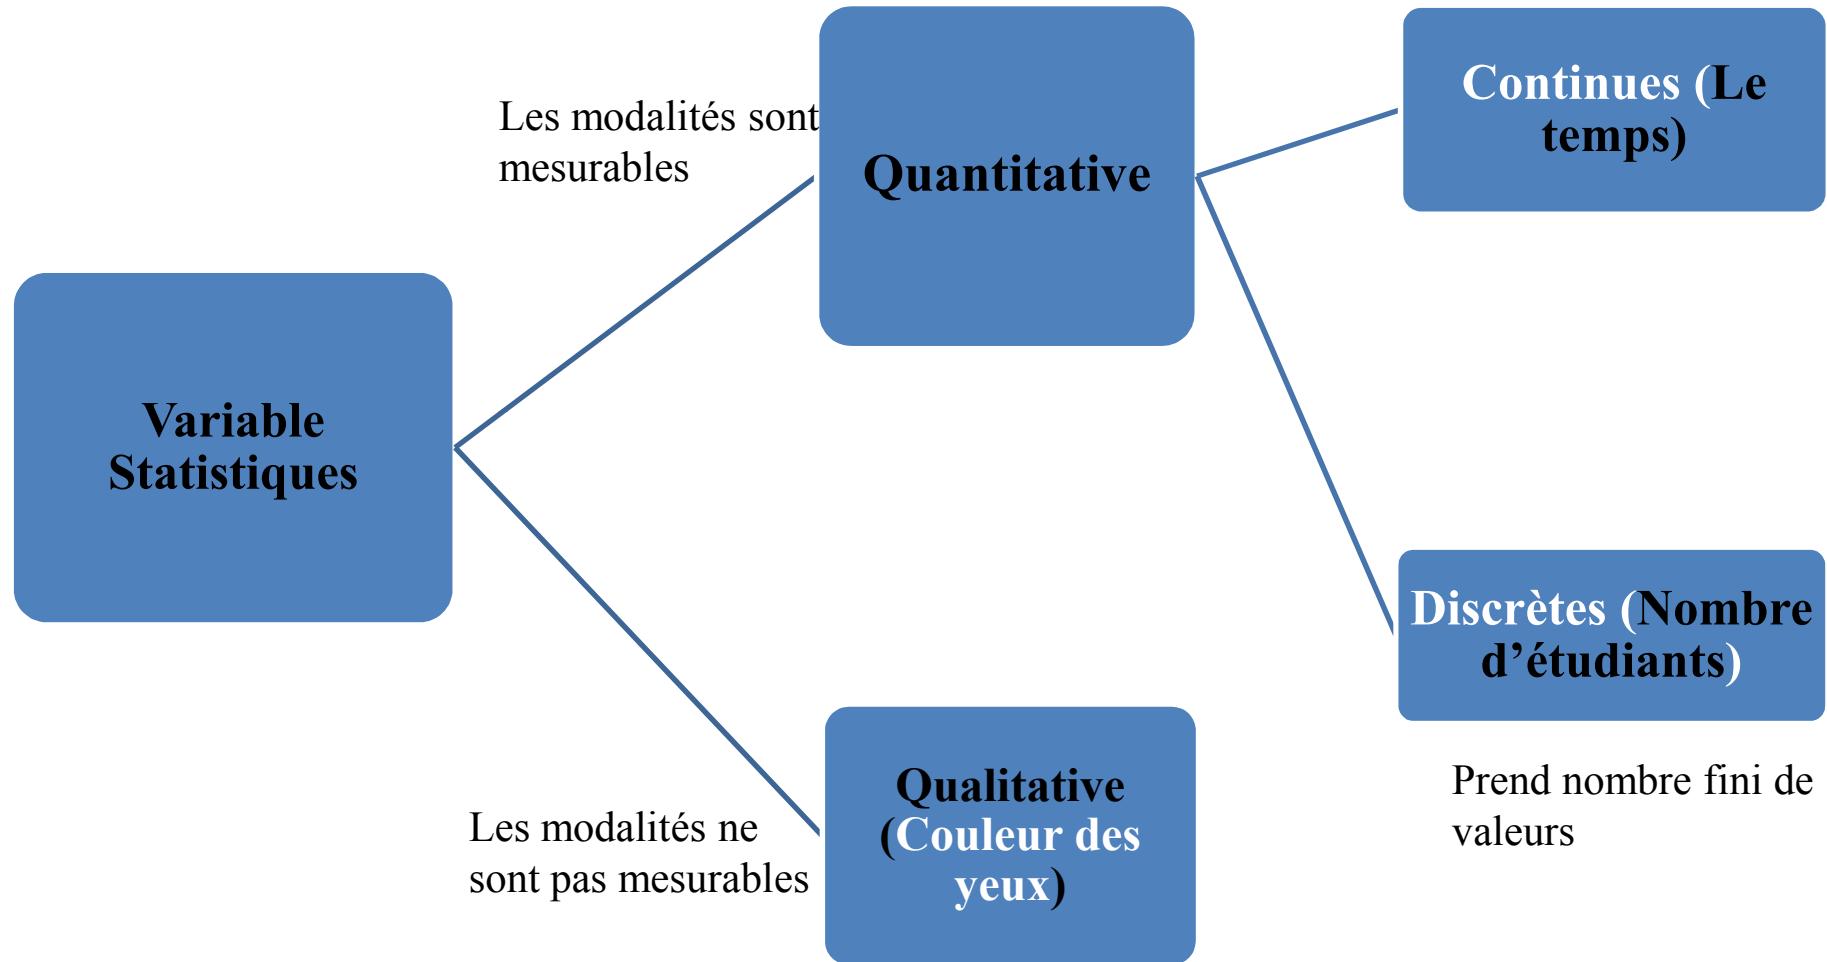 Les modalités sont
mesurables
Quantitative
Continues (Le
temps)
Variable
Statistiques
Discrètes (Nombre
d’étudiants)
Prend nombre fini de
valeurs
Les modalités ne
sont pas mesurables
Qualitative
(Couleur des
yeux)